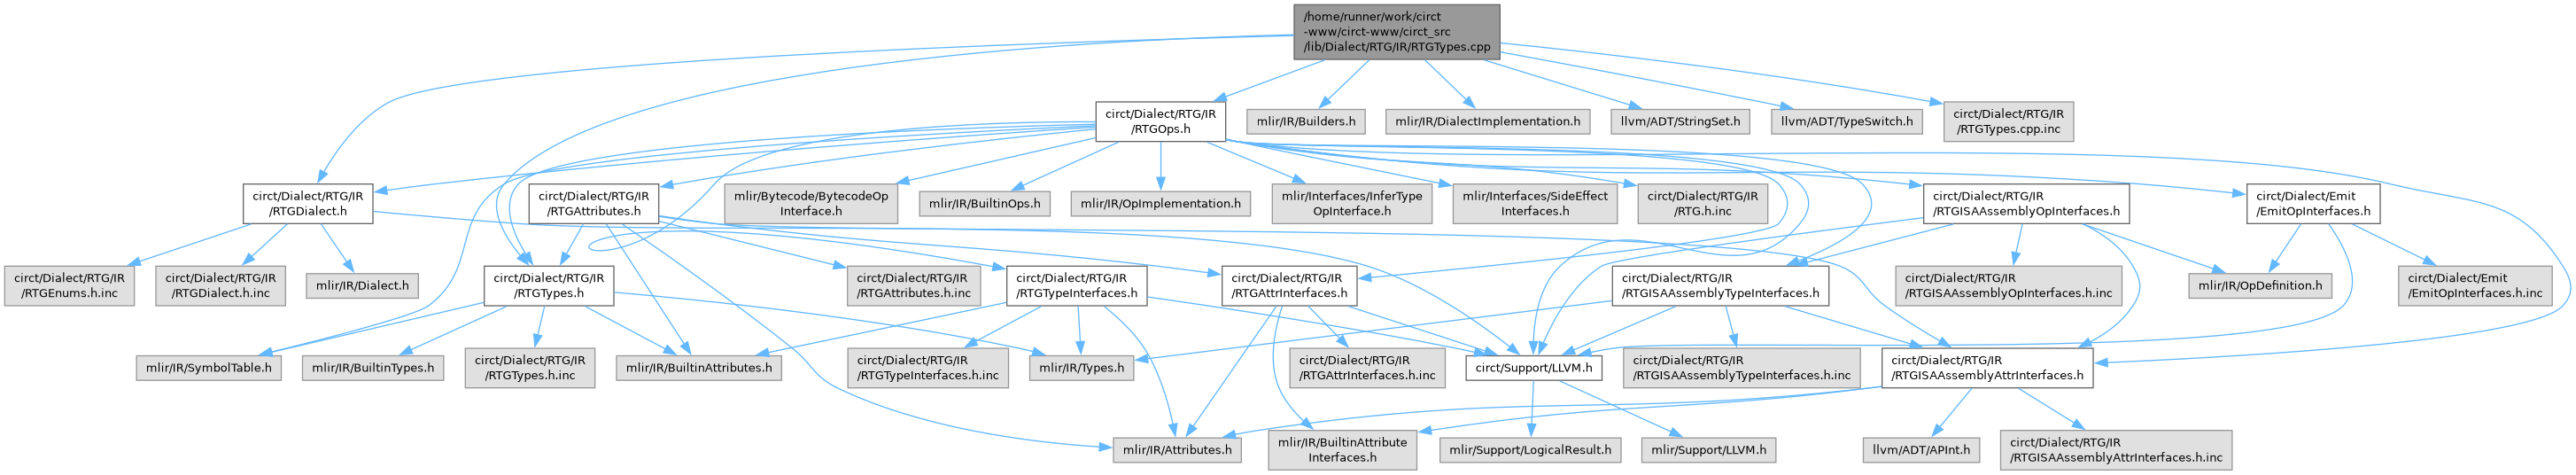 /home/runner/work/circt
-www/circt-www/circt_src
/lib/Dialect/RTG/IR/RTGTypes.cpp
circt/Dialect/RTG/IR
/RTGOps.h
mlir/IR/Builders.h
mlir/IR/DialectImplementation.h
llvm/ADT/StringSet.h
llvm/ADT/TypeSwitch.h
circt/Dialect/RTG/IR
/RTGTypes.cpp.inc
circt/Dialect/RTG/IR
/RTGDialect.h
circt/Dialect/RTG/IR
/RTGAttributes.h
mlir/Bytecode/BytecodeOp
Interface.h
mlir/IR/BuiltinOps.h
mlir/IR/OpImplementation.h
mlir/Interfaces/InferType
OpInterface.h
mlir/Interfaces/SideEffect
Interfaces.h
circt/Dialect/RTG/IR
/RTG.h.inc
circt/Dialect/RTG/IR
/RTGISAAssemblyOpInterfaces.h
circt/Dialect/Emit
/EmitOpInterfaces.h
circt/Dialect/RTG/IR
/RTGEnums.h.inc
circt/Dialect/RTG/IR
/RTGDialect.h.inc
mlir/IR/Dialect.h
circt/Dialect/RTG/IR
/RTGTypes.h
circt/Dialect/RTG/IR
/RTGAttributes.h.inc
circt/Dialect/RTG/IR
/RTGTypeInterfaces.h
circt/Dialect/RTG/IR
/RTGAttrInterfaces.h
circt/Dialect/RTG/IR
/RTGISAAssemblyTypeInterfaces.h
circt/Dialect/RTG/IR
/RTGISAAssemblyOpInterfaces.h.inc
mlir/IR/OpDefinition.h
circt/Dialect/Emit
/EmitOpInterfaces.h.inc
mlir/IR/SymbolTable.h
mlir/IR/BuiltinTypes.h
circt/Dialect/RTG/IR
/RTGTypes.h.inc
mlir/IR/BuiltinAttributes.h
circt/Dialect/RTG/IR
/RTGTypeInterfaces.h.inc
mlir/IR/Types.h
circt/Dialect/RTG/IR
/RTGAttrInterfaces.h.inc
circt/Support/LLVM.h
circt/Dialect/RTG/IR
/RTGISAAssemblyTypeInterfaces.h.inc
circt/Dialect/RTG/IR
/RTGISAAssemblyAttrInterfaces.h
mlir/IR/Attributes.h
mlir/IR/BuiltinAttribute
Interfaces.h
mlir/Support/LogicalResult.h
mlir/Support/LLVM.h
llvm/ADT/APInt.h
circt/Dialect/RTG/IR
/RTGISAAssemblyAttrInterfaces.h.inc